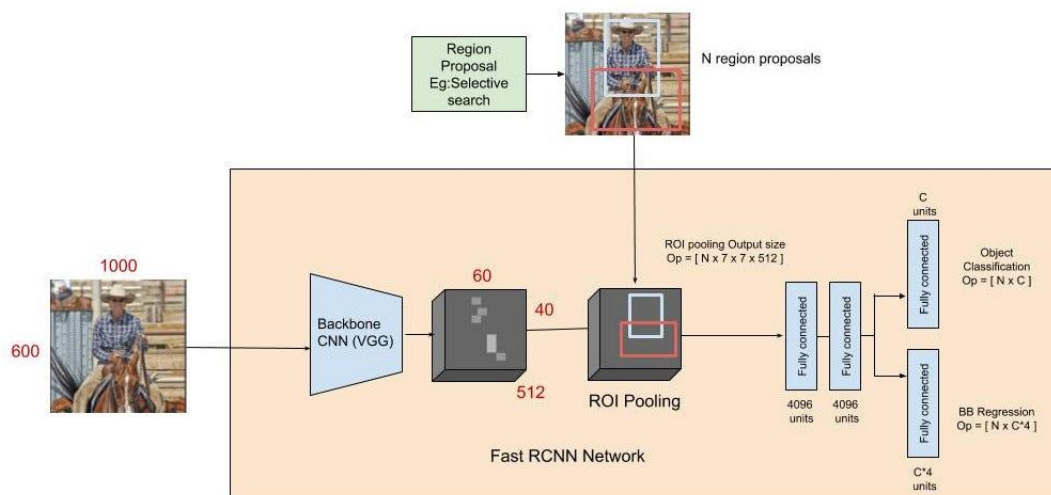 Region
Proposal
Eg:Selective
search
N region proposals
C
units
1000
60
ROI pooling Output size
Op = [ N x 7 x 7 x 512 ]
Fully connected
Object
Classification
Op = [ N x C ]
40
Backbone
CNN (VGG)
600
Fully connected
Fully connected
512
ROI Pooling
4096
units
4096
units
Fully connected
BB Regression
Op = [ N x C*4 ]
Fast RCNN Network
C*4
units